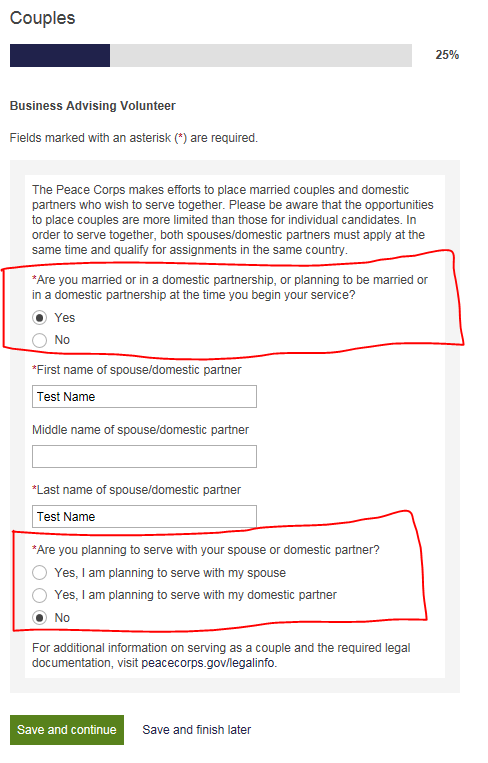 Couples
25%
Business Advising Volunteer
Fields marked with an asterisk (*) are required.
The Peace Corps makes efforts to place married couples and domestic
partners who wish to serve together. Please be aware that the opportunities
to place couples are more limited than those for individual candidates. In
order to serve together, both spouses/domestic partners must apply at the
same time and qualify for assignments in the same country.
*Are you married or in a domestic partnership, or planning to be married or
in a domestic partnership at the time you begin your service?
Yes
No
*First name of spouse/domestic partner
Test Name
Middle name of spouse/domestic partner
*Last name of spouse/domestic partner
Test Name
*Are you planning to serve with your spouse or domestic partner?
Yes, I am planning to serve with my spouse
Yes, I am planning to serve with my domestic partner
No
For additional information on serving as a couple and the required legal
documentation, visit peacecorps.gov/legalinfo.
Save and continue Save and finish later